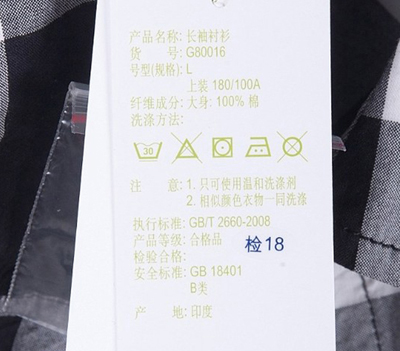 产品名称: 长袖衬衫
货 号: G80016
号型(规格): L
上装 180/100A
纤维成分: 大身: 100% 棉
洗涤方法:
30
注 意: 1. 只可使用温和洗涤剂
2. 相似颜色衣物一同洗涤
执行标准: GB/T 2660-2008
产品等级: 合格品
检验合格: 检18
安全标准: GB 18401
B类
产 地: 印度